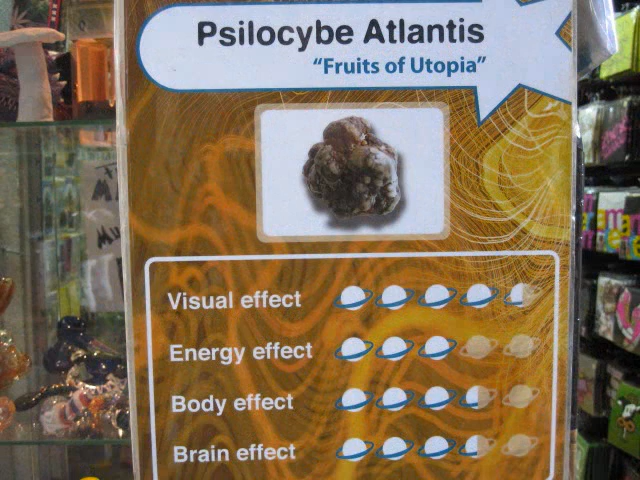 Psilocybe Atlantis
“Fruits of Utopia”
Visual effect
Energy effect
Body effect
Brain effect